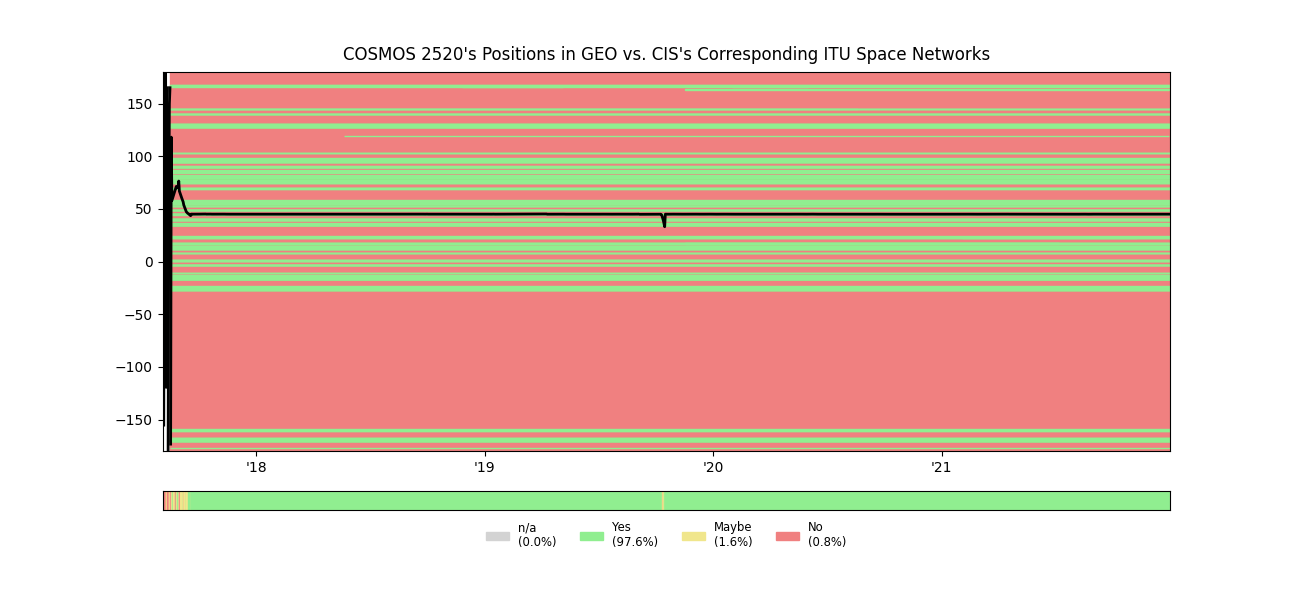 COSMOS 2520's Positions in GEO vs. CIS's Corresponding ITU Space Networks
150
100
50
0
−50
−100
−150
'18 '19 '20 '21
n/a Yes Maybe No
(0.0%) (97.6%) (1.6%) (0.8%)